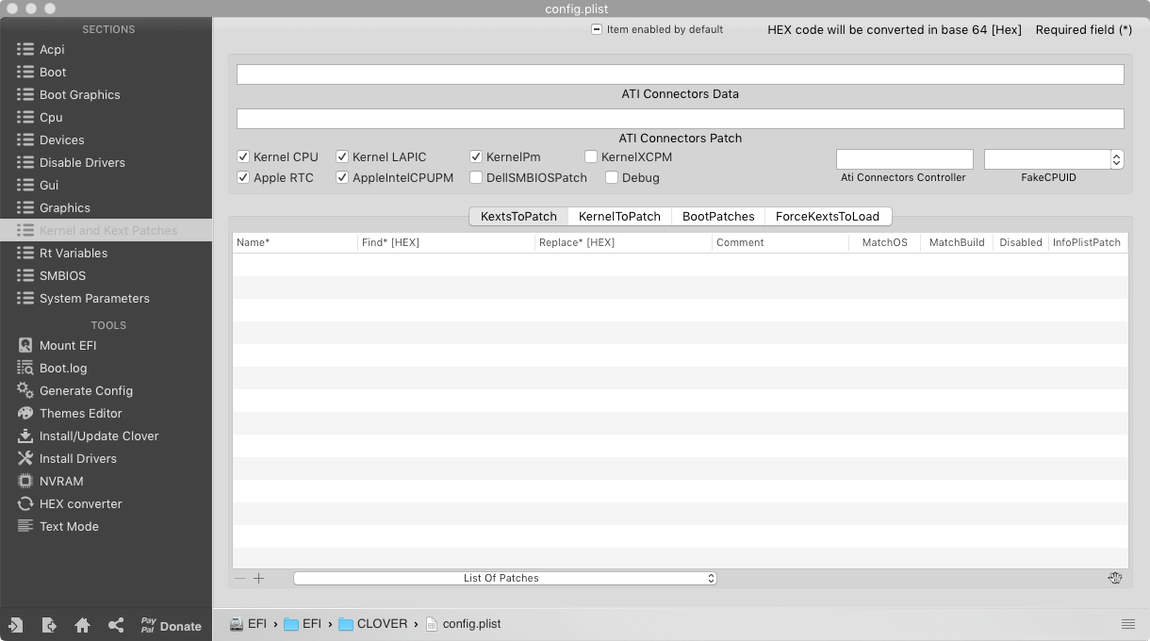 config.plist
SECTIONS
Acpi
Boot
Boot Graphics
Cpu
Devices
Disable Drivers
Gui
Graphics
Kernel and Kext Patches
Rt Variables
SMBIOS
System Parameters
TOOLS
Mount EFI
Boot.log
Generate Config
Themes Editor
Install/Update Clover
Install Drivers
NVRAM
HEX converter
Text Mode
Pay Pal Donate
Item enabled by default HEX code will be converted in base 64 [Hex] Required field (*)
ATI Connectors Data
ATI Connectors Patch
Kernel CPU Kernel LAPIC KernelPm KernelXCPM
Apple RTC AppleIntelCPUPM DellSMBIOSPatch Debug
Ati Connectors Controller FakeCPUID
KextsToPatch KernelToPatch BootPatches ForceKextsToLoad
Name* Find* [HEX] Replace* [HEX] Comment MatchOS MatchBuild Disabled InfoPlistPatch
List Of Patches
EFI › EFI › CLOVER › config.plist